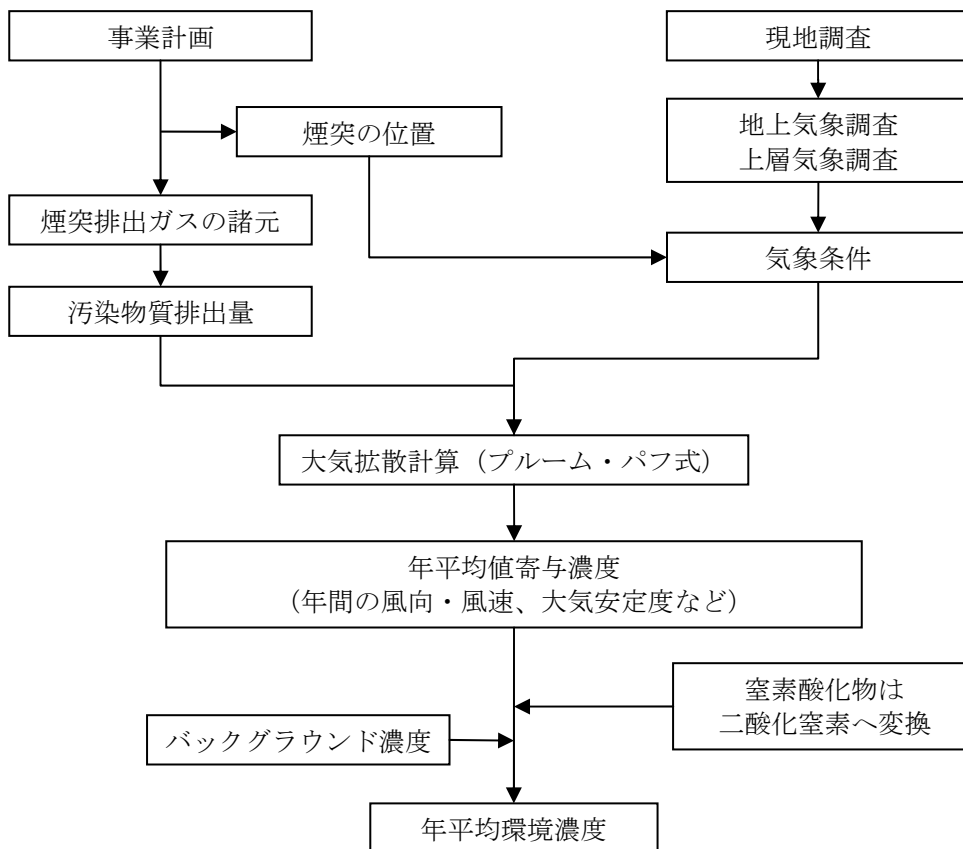 事業計画
現地調査
煙突の位置
地上気象調査
上層気象調査
煙突排出ガスの諸元
気象条件
汚染物質排出量
大気拡散計算（プルーム・パフ式）
年平均値寄与濃度
（年間の風向・風速、大気安定度など）
窒素酸化物は
二酸化窒素へ変換
バックグラウンド濃度
年平均環境濃度